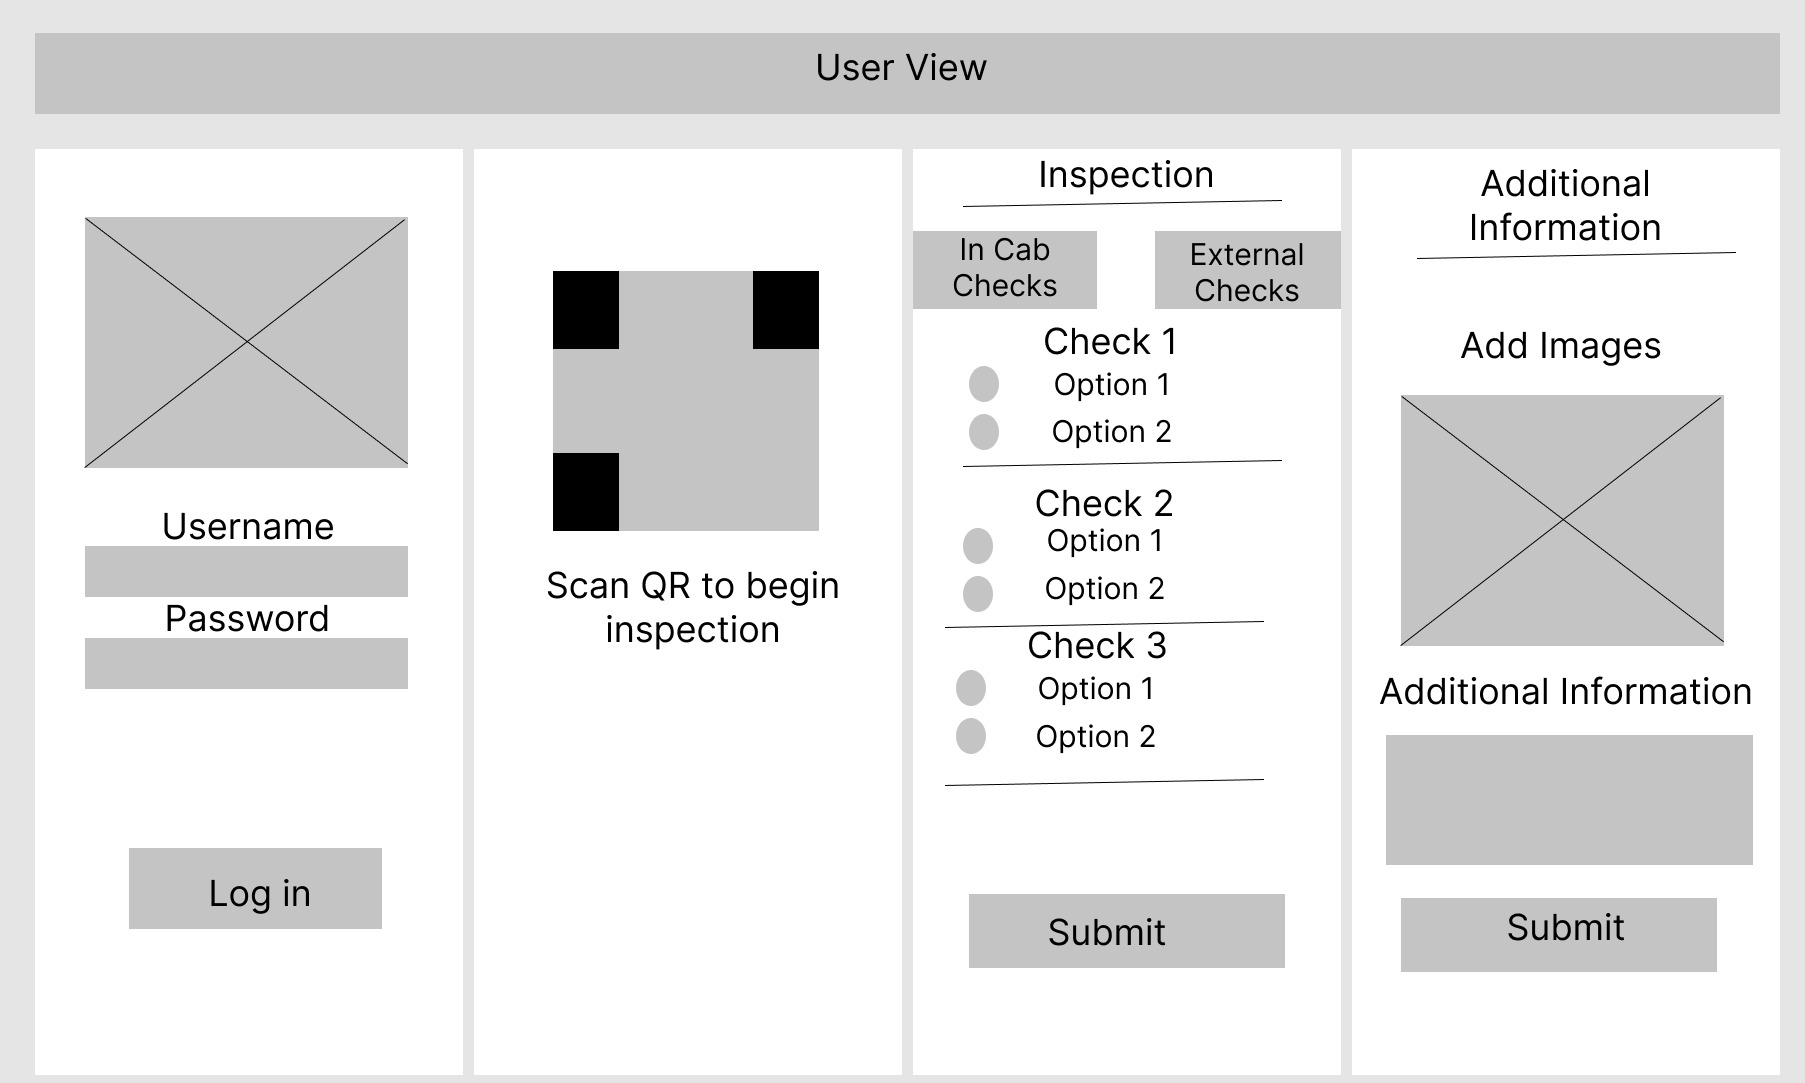 User View
Username
Password
Log in
Scan QR to begin
inspection
Inspection
In Cab
Checks
External
Checks
Check 1
Option 1
Option 2
Check 2
Option 1
Option 2
Check 3
Option 1
Option 2
Submit
Additional
Information
Add Images
Additional Information
Submit